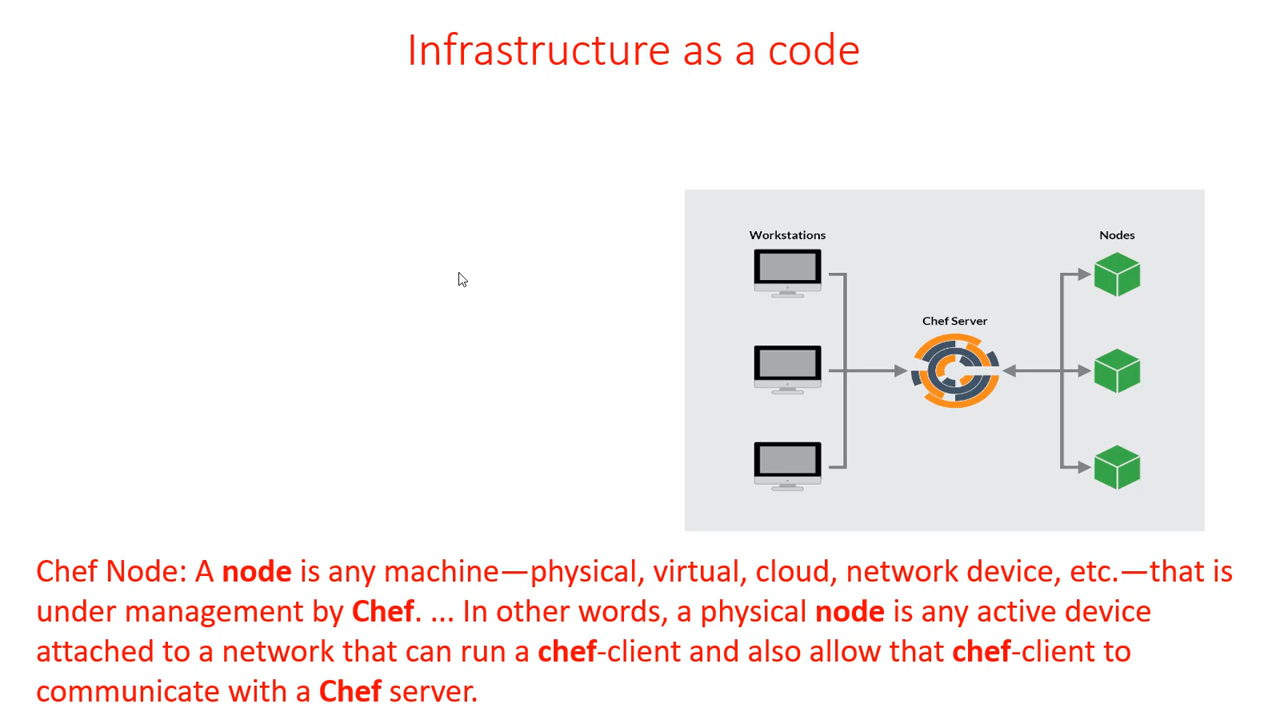 Infrastructure as a code
Workstations
Nodes
Chef Server
Chef Node: A node is any machine—physical, virtual, cloud, network device, etc.—that is
under management by Chef. ... In other words, a physical node is any active device
attached to a network that can run a chef-client and also allow that chef-client to
communicate with a Chef server.